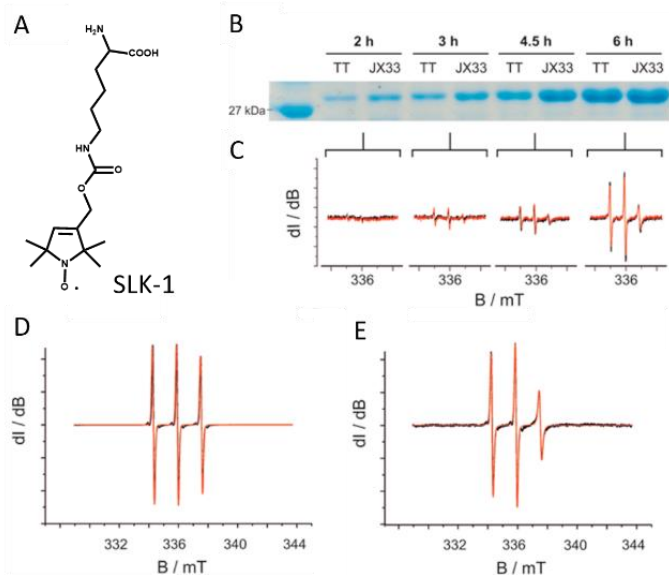 A
H₂N
COOH
HN
O
O
N
O·
SLK-1
B
2 h 3 h 4.5 h 6 h
TT JX33 TT JX33 TT JX33 TT JX33
27 kDa
C
dI / dB
336 336 336 336
B / mT
D
dI / dB
332 336 340 344
B / mT
E
dI / dB
332 336 340 344
B / mT